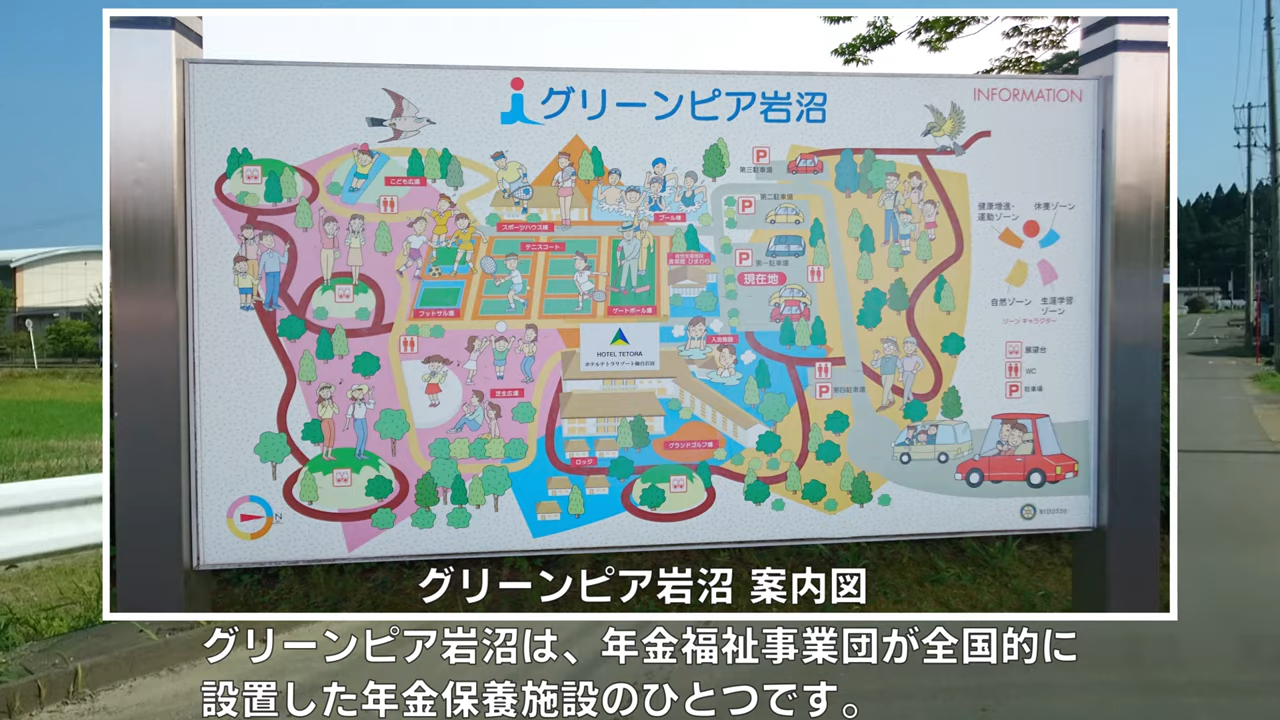 グリーンピア岩沼
INFORMATION
こども広場
第三駐車場
P
第二駐車場
P
スポーツハウス棟
プール棟
テニスコート
P
第一駐車場
現在地
フットサル場
ゲートボール場
健康増進・
運動ゾーン
休養ゾーン
自然ゾーン
生涯学習
ゾーン
ゾーン キャラクター
HOTEL TETORA
ホテルテトラリゾート仙台岩沼
入浴施設
芝生広場
P
第四駐車場
展望台
WC
P
駐車場
グランドゴルフ場
ロッジ
N
グリーンピア岩沼 案内図
グリーンピア岩沼は、年金福祉事業団が全国的に
設置した年金保養施設のひとつです。